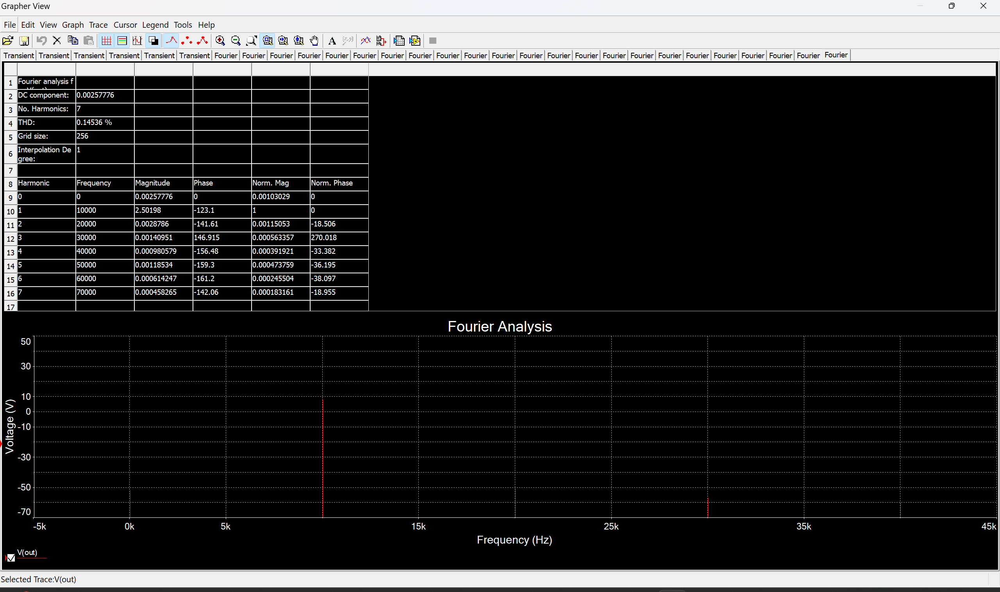 Grapher View
File Edit View Graph Trace Cursor Legend Tools Help
Transient Transient Transient Transient Transient Transient Fourier Fourier Fourier Fourier Fourier Fourier Fourier Fourier Fourier Fourier Fourier Fourier Fourier Fourier Fourier Fourier Fourier Fourier Fourier Fourier Fourier Fourier Fourier
1 Fourier analysis f
2 DC component: 0.00257776
3 No. Harmonics: 7
4 THD: 0.14536 %
5 Grid size: 256
6 Interpolation De 1
gree:
7
8 Harmonic Frequency Magnitude Phase Norm. Mag Norm. Phase
9 0 0 0.00257776 0 0.00103029 0
10 1 10000 2.50198 -123.1 1 0
11 2 20000 0.0028786 -141.61 0.00115053 -18.506
12 3 30000 0.00140951 146.915 0.000563357 270.018
13 4 40000 0.000980579 -156.48 0.000391921 -33.382
14 5 50000 0.00118534 -159.3 0.000473759 -36.195
15 6 60000 0.000614247 -161.2 0.000245504 -38.097
16 7 70000 0.000458265 -142.06 0.000183161 -18.955
17
Fourier Analysis
50
30
10
0
-10
-30
-50
-70
Voltage (V)
-5k 0k 5k 15k 25k 35k 45k
Frequency (Hz)
V(out)
Selected Trace:V(out)